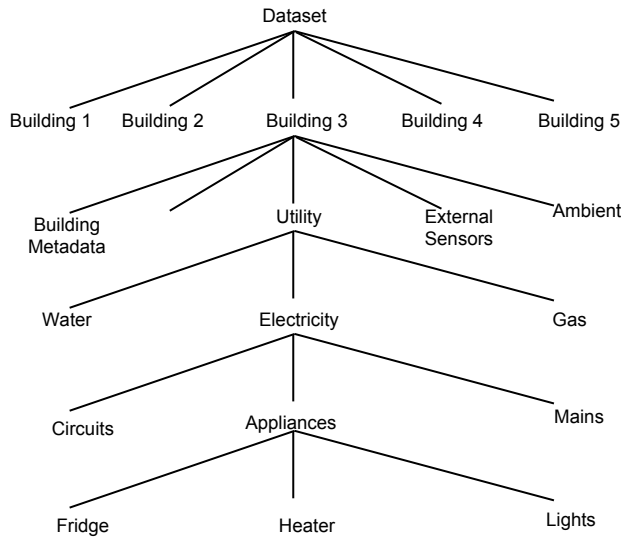 Dataset
Building 1
Building 2
Building 3
Building 4
Building 5
Building
Metadata
Utility
External
Sensors
Ambient
Water
Electricity
Gas
Circuits
Appliances
Mains
Fridge
Heater
Lights